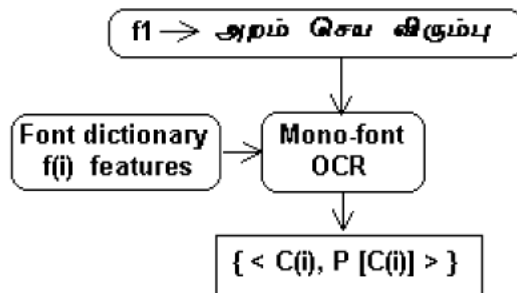 f1 → அறம் செய விரும்பு
Font dictionary
f(i) features
Mono-font
OCR
{ < C(i), P [C(i)] > }